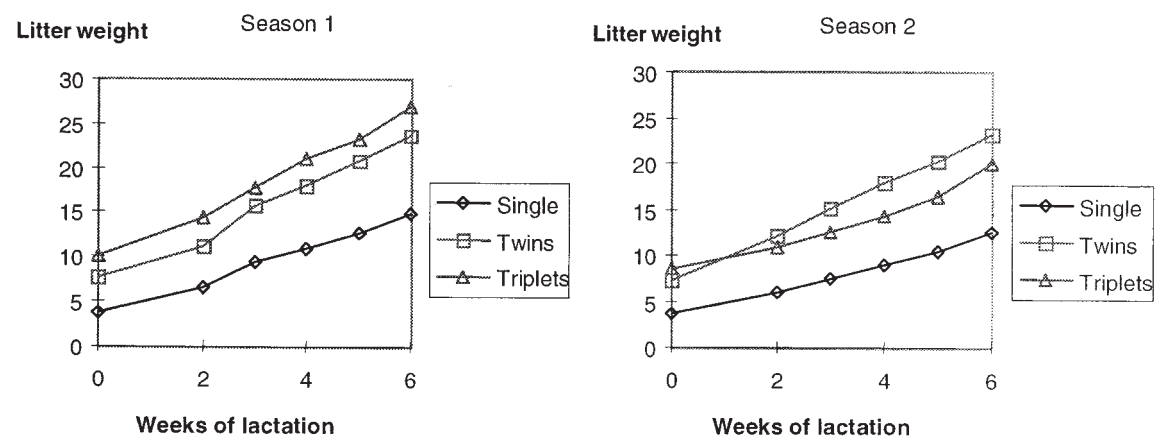 Season 1
Litter weight
30
25
20
15
10
5
0
0 2 4 6
Weeks of lactation
Single
Twins
Triplets
Season 2
Litter weight
30
25
20
15
10
5
0
0 2 4 6
Weeks of lactation
Single
Twins
Triplets